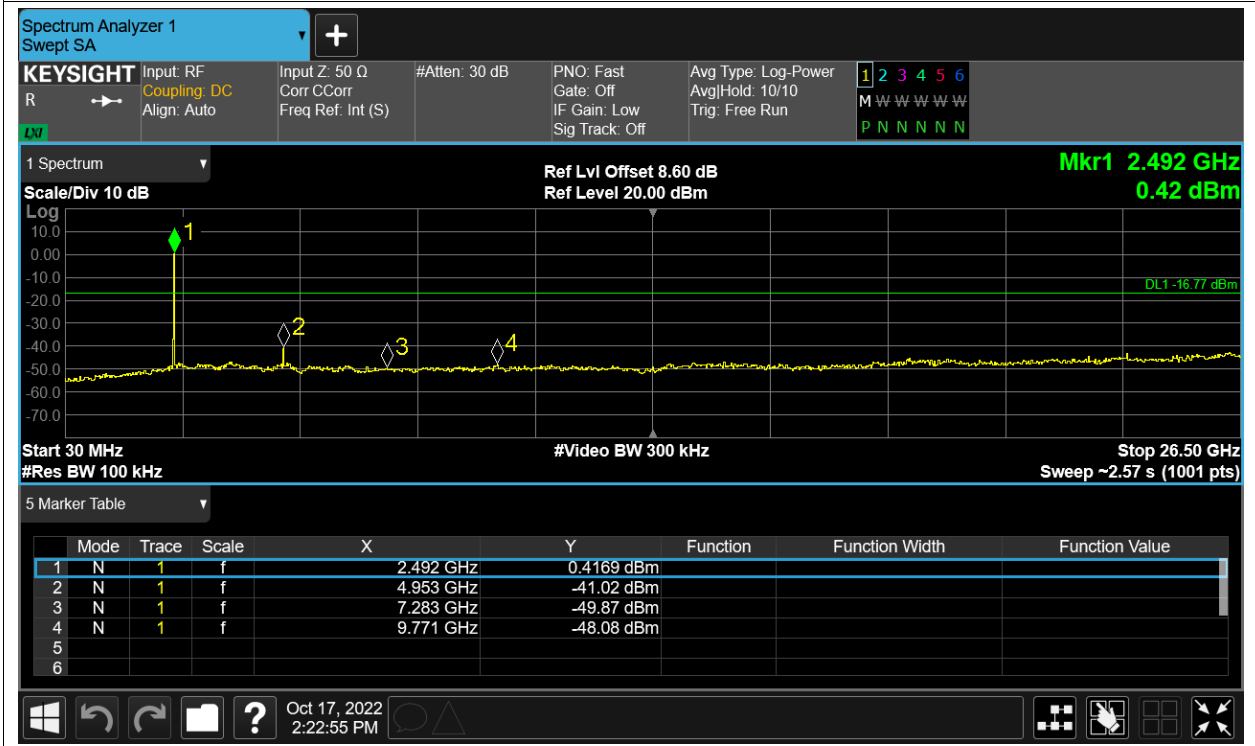 Spectrum Analyzer 1
Swept SA
+
KEYSIGHT
R
LXI
Input: RF
Coupling: DC
Align: Auto
Input Z: 50 Ω
Corr CCorr
Freq Ref: Int (S)
#Atten: 30 dB
PNO: Fast
Gate: Off
IF Gain: Low
Sig Track: Off
Avg Type: Log-Power
Avg|Hold: 10/10
Trig: Free Run
1 2 3 4 5 6
M W W W W W
P N N N N N
1 Spectrum
Scale/Div 10 dB
Ref Lvl Offset 8.60 dB
Ref Level 20.00 dBm
Mkr1 2.492 GHz
0.42 dBm
Log
10.0
0.00
-10.0
-20.0
-30.0
-40.0
-50.0
-60.0
-70.0
1
2
3
4
DL1 -16.77 dBm
Start 30 MHz
#Video BW 300 kHz
Stop 26.50 GHz
#Res BW 100 kHz
Sweep ~2.57 s (1001 pts)
5 Marker Table
Mode Trace Scale X Y Function Function Width Function Value
1 N 1 f 2.492 GHz 0.4169 dBm
2 N 1 f 4.953 GHz -41.02 dBm
3 N 1 f 7.283 GHz -49.87 dBm
4 N 1 f 9.771 GHz -48.08 dBm
5
6
?
Oct 17, 2022
2:22:55 PM